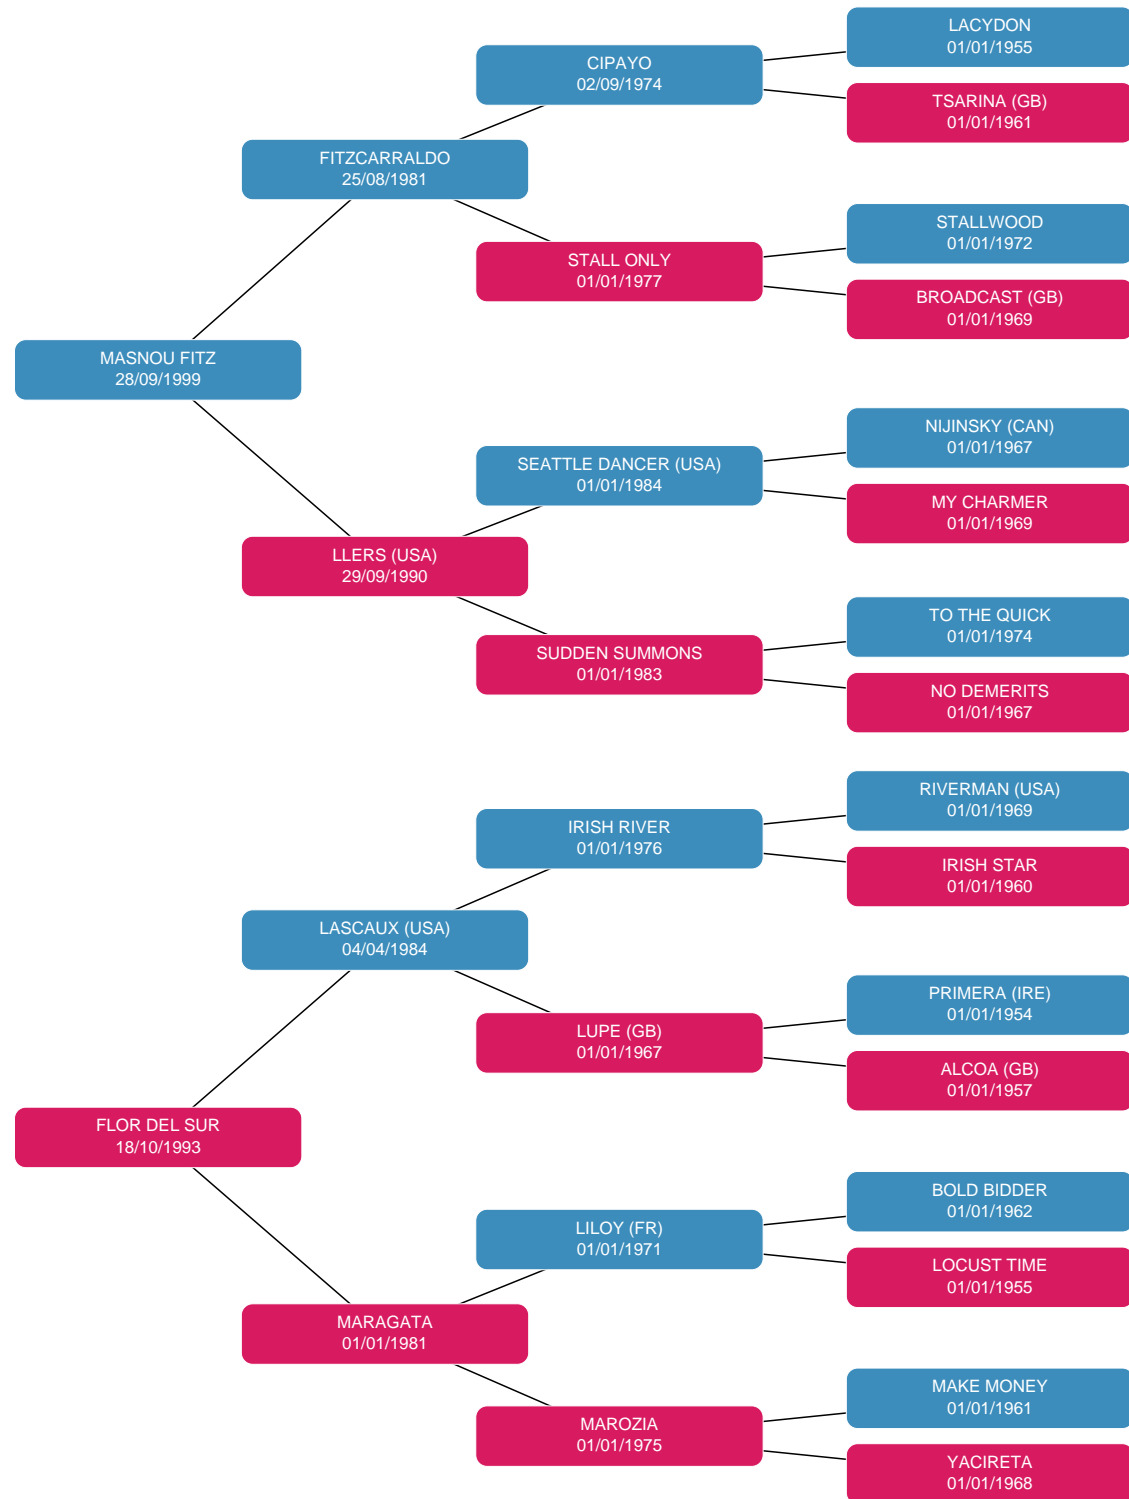 LACYDON
01/01/1955
CIPAYO
02/09/1974
TSARINA (GB)
01/01/1961
FITZCARRALDO
25/08/1981
STALLWOOD
01/01/1972
STALL ONLY
01/01/1977
BROADCAST (GB)
01/01/1969
MASNOU FITZ
28/09/1999
NIJINSKY (CAN)
01/01/1967
SEATTLE DANCER (USA)
01/01/1984
MY CHARMER
01/01/1969
LLERS (USA)
29/09/1990
TO THE QUICK
01/01/1974
SUDDEN SUMMONS
01/01/1983
NO DEMERITS
01/01/1967
RIVERMAN (USA)
01/01/1969
IRISH RIVER
01/01/1976
IRISH STAR
01/01/1960
LASCAUX (USA)
04/04/1984
PRIMERA (IRE)
01/01/1954
LUPE (GB)
01/01/1967
ALCOA (GB)
01/01/1957
FLOR DEL SUR
18/10/1993
BOLD BIDDER
01/01/1962
LILOY (FR)
01/01/1971
LOCUST TIME
01/01/1955
MARAGATA
01/01/1981
MAKE MONEY
01/01/1961
MAROZIA
01/01/1975
YACIRETA
01/01/1968